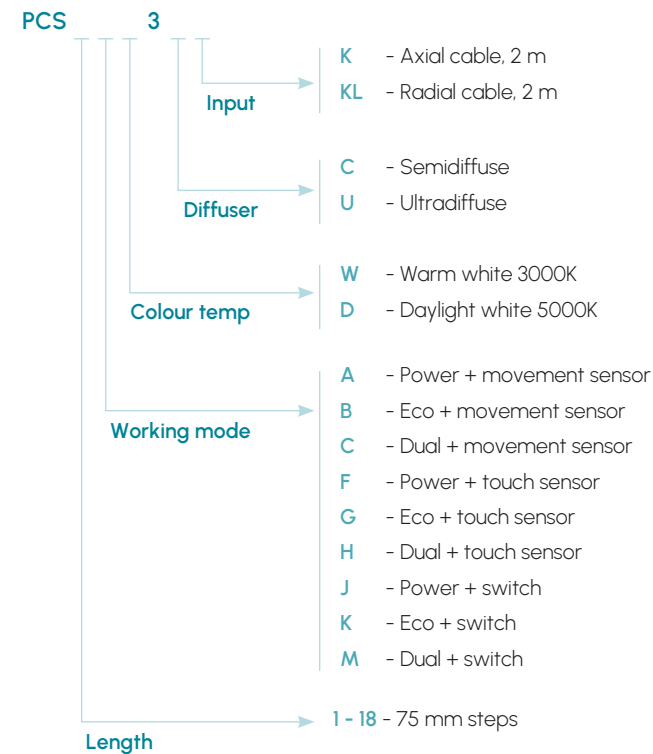 PCS 3
K - Axial cable, 2 m
KL - Radial cable, 2 m
Input
C - Semidiffuse
U - Ultradiffuse
Diffuser
W - Warm white 3000K
D - Daylight white 5000K
Colour temp
A - Power + movement sensor
B - Eco + movement sensor
C - Dual + movement sensor
F - Power + touch sensor
G - Eco + touch sensor
H - Dual + touch sensor
J - Power + switch
K - Eco + switch
M - Dual + switch
Working mode
1 - 18 - 75 mm steps
Length